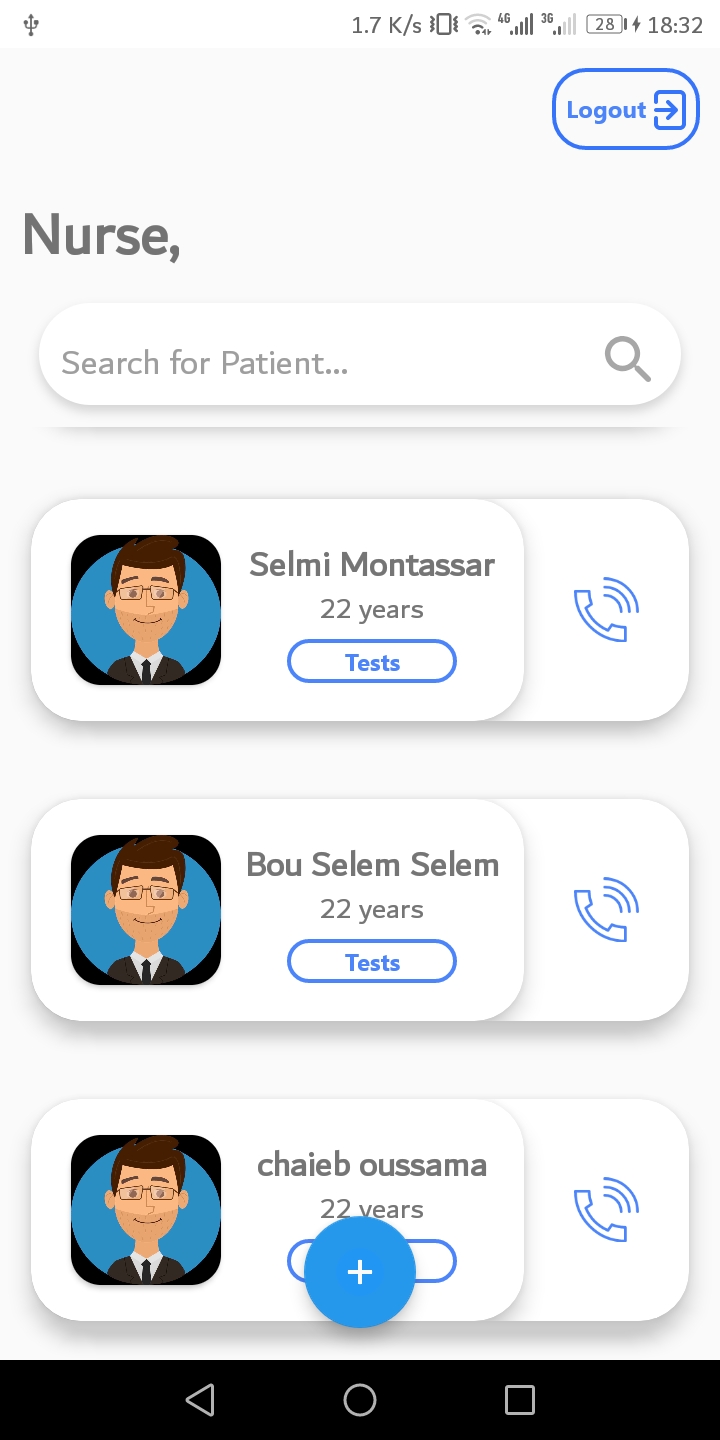 1.7 K/s 4G 3G 28 18:32
Logout
Nurse,
Search for Patient...
Selmi Montassar
22 years
Tests
Bou Selem Selem
22 years
Tests
chaieb oussama
22 years
+